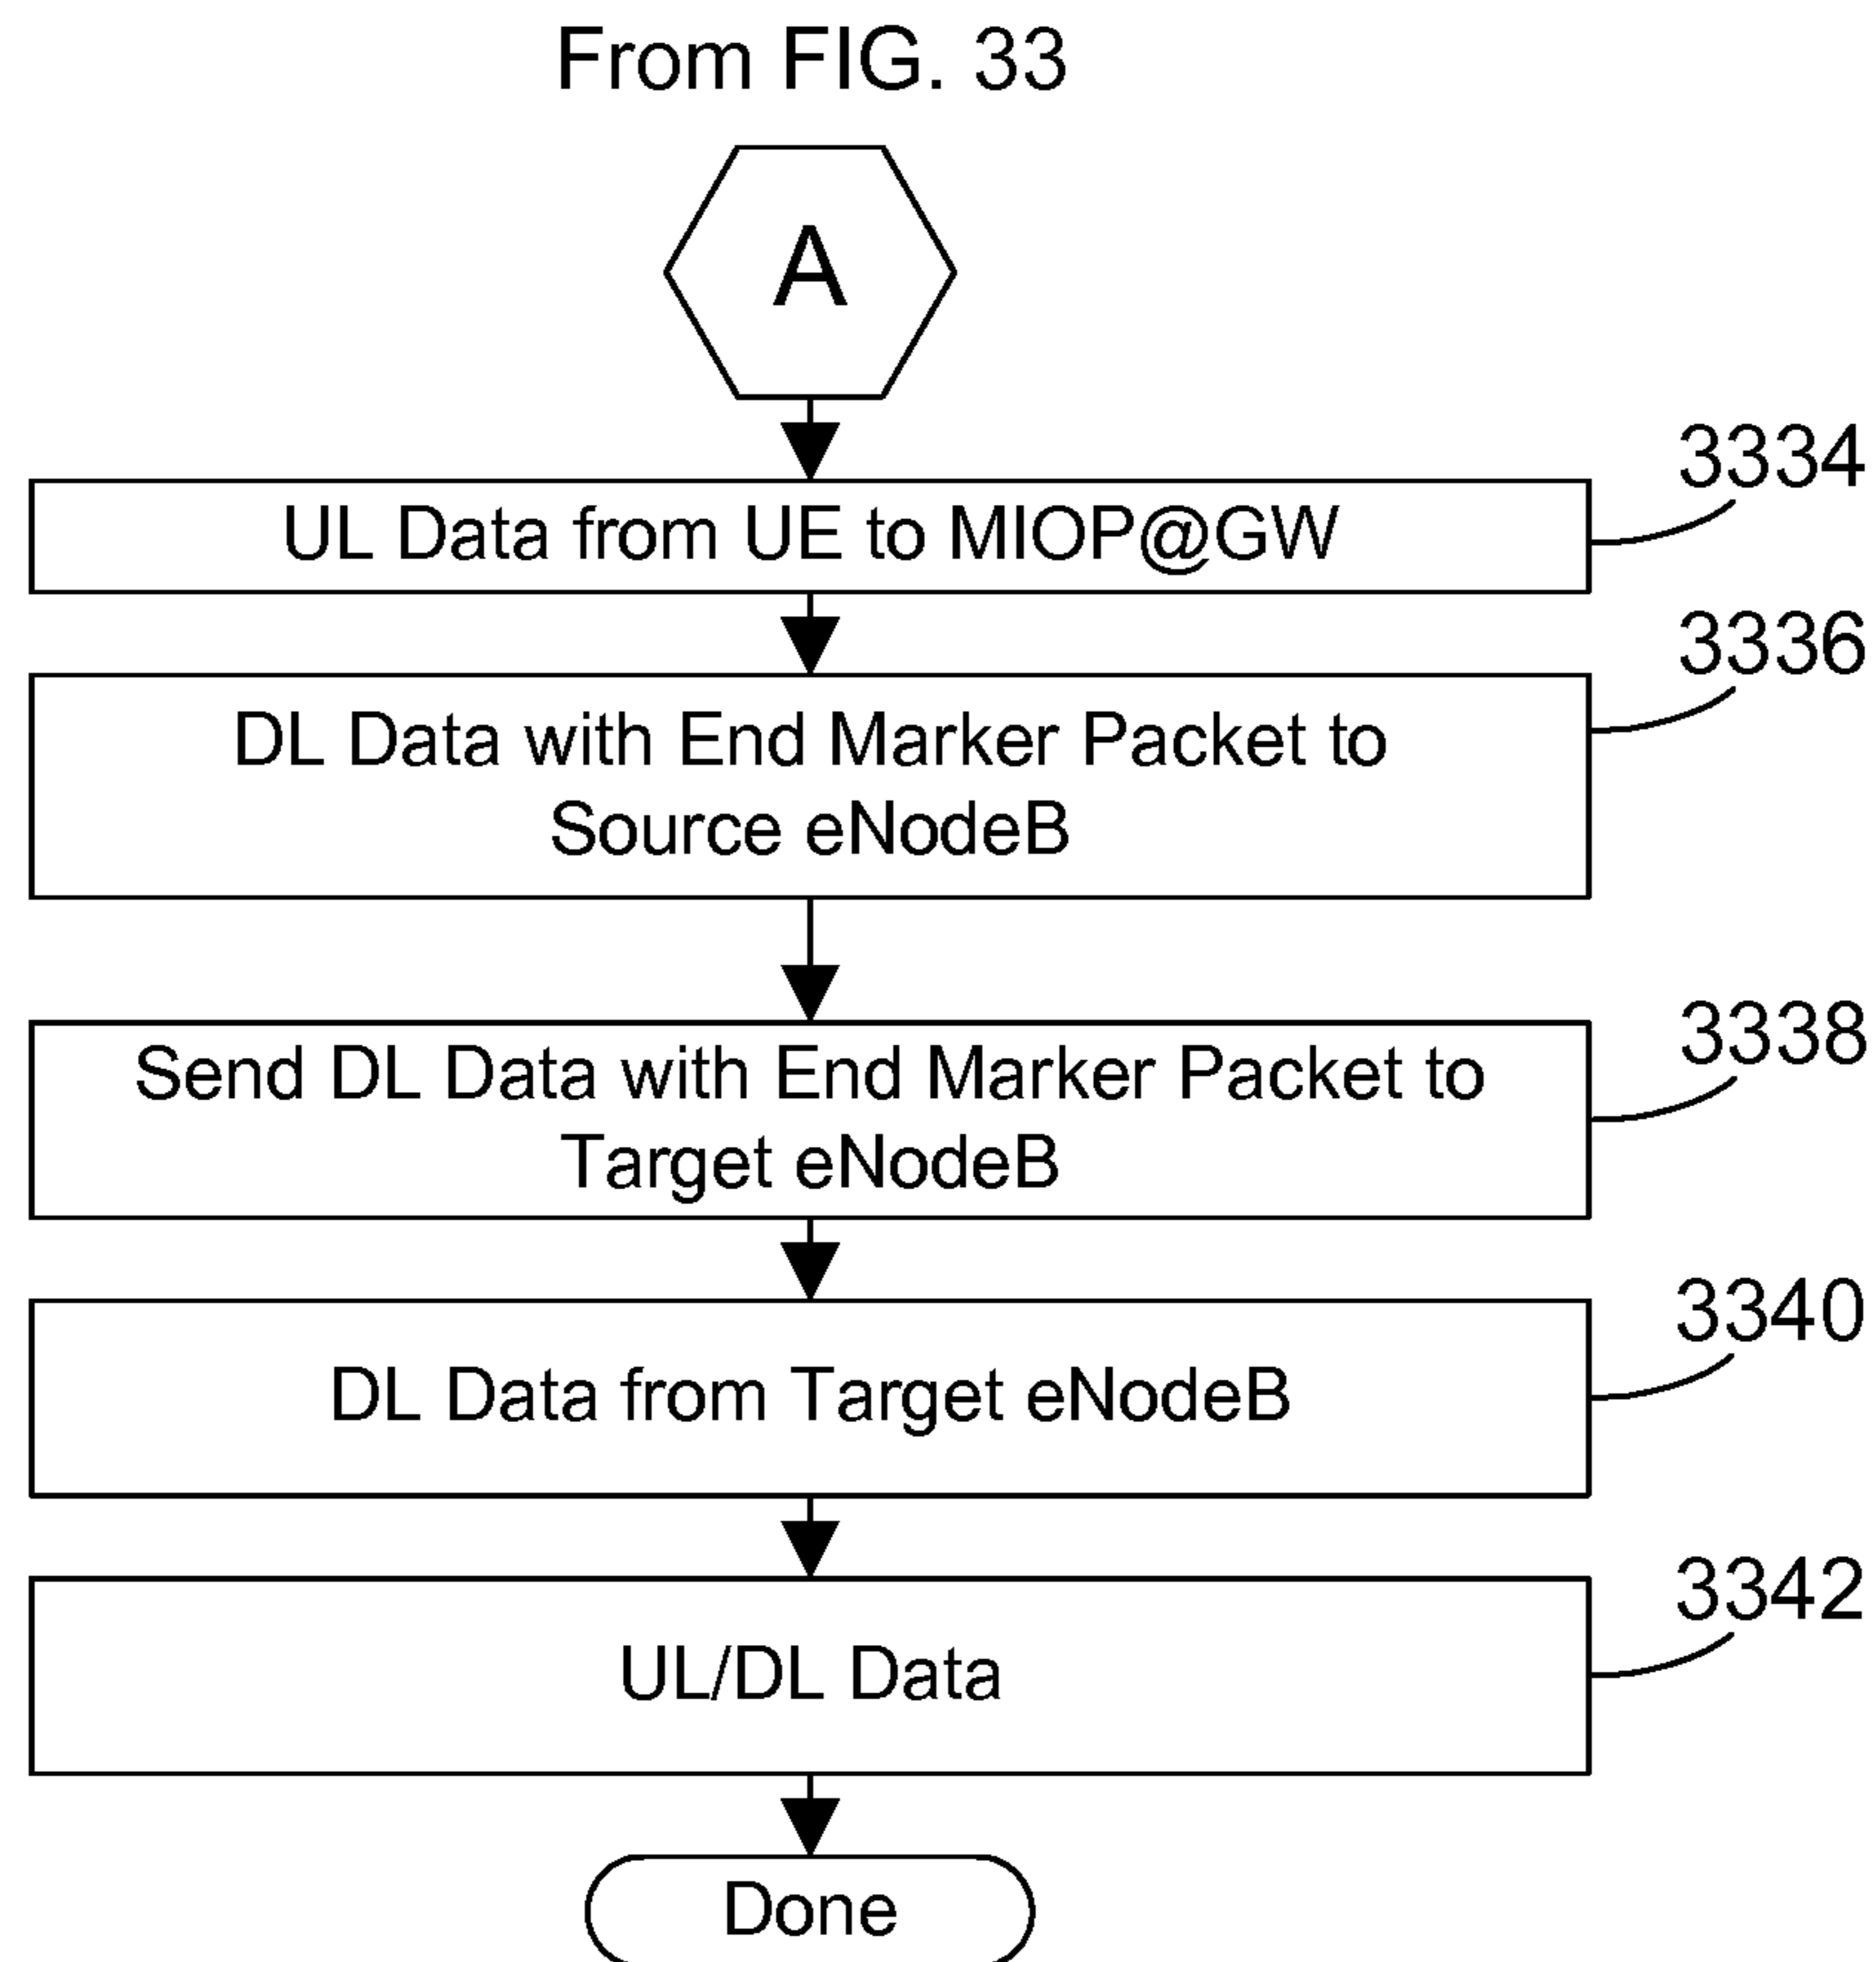 From FIG. 33
A
3334
UL Data from UE to MIOP@GW
3336
DL Data with End Marker Packet to
Source eNodeB
3338
Send DL Data with End Marker Packet to
Target eNodeB
3340
DL Data from Target eNodeB
3342
UL/DL Data
Done